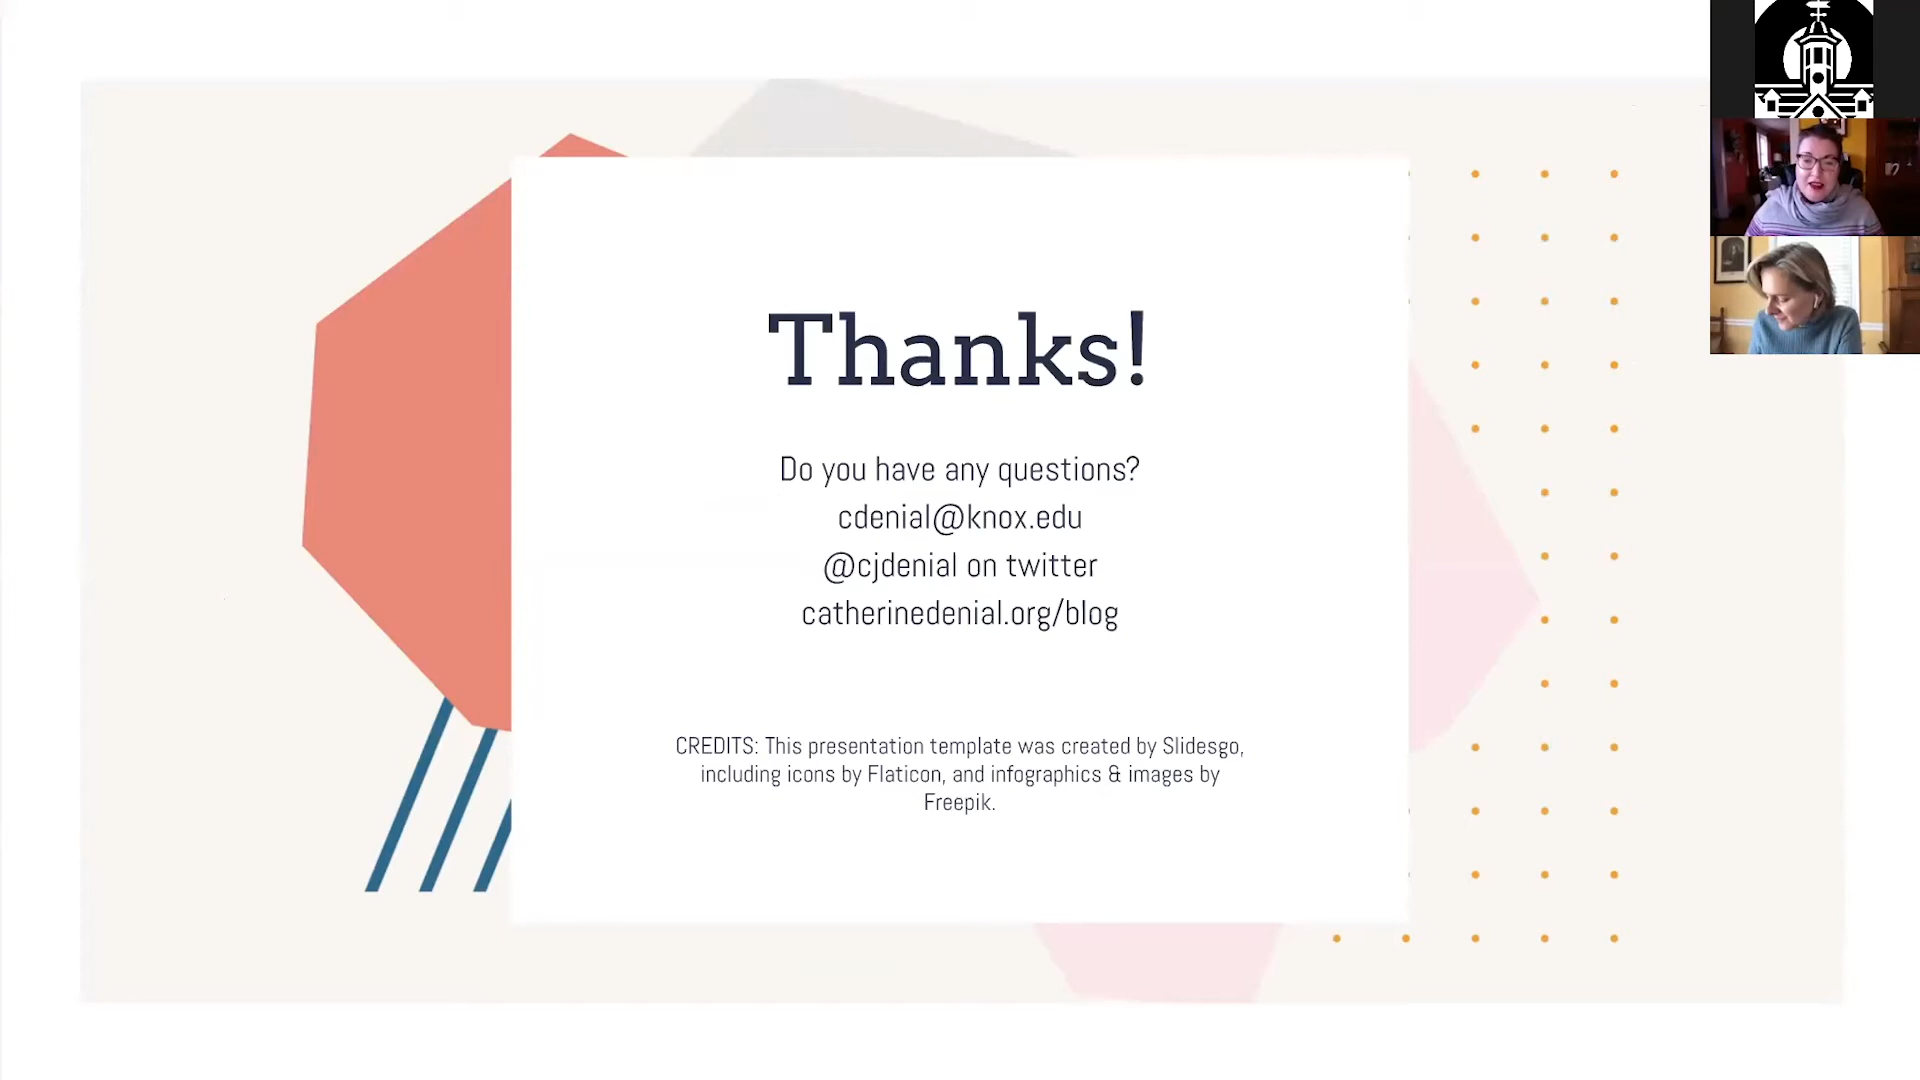 Thanks!
Do you have any questions?
cdenial@knox.edu
@cjdenial on twitter
catherinedenial.org/blog
CREDITS: This presentation template was created by Slidesgo,
including icons by Flaticon, and infographics & images by
Freepik.